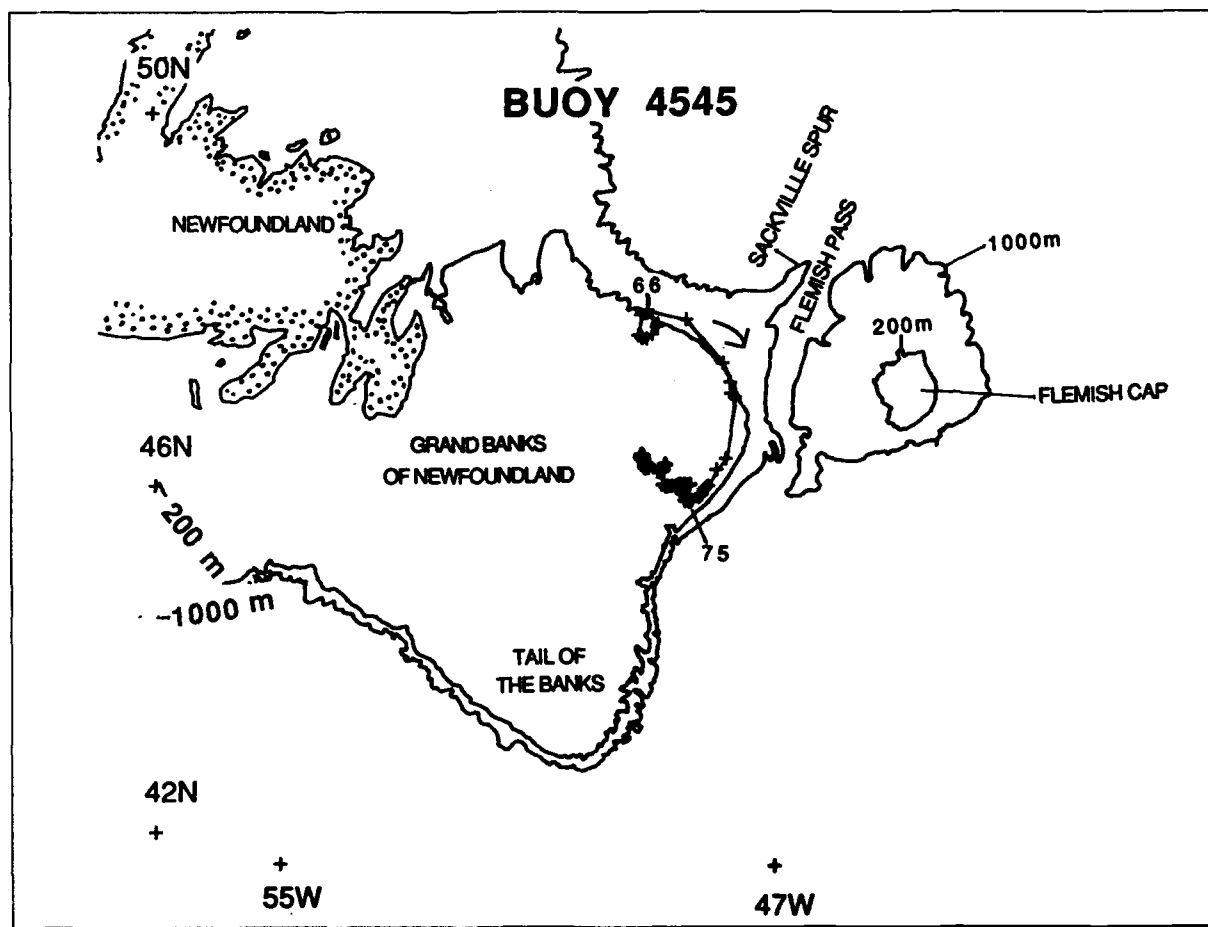 50N
BUOY 4545
SACKVILLE SPUR
FLEMISH PASS
NEWFOUNDLAND
1000m
66
200m
FLEMISH CAP
46N
GRAND BANKS
OF NEWFOUNDLAND
200 m
1000 m
75
TAIL OF
THE BANKS
42N
55W
47W